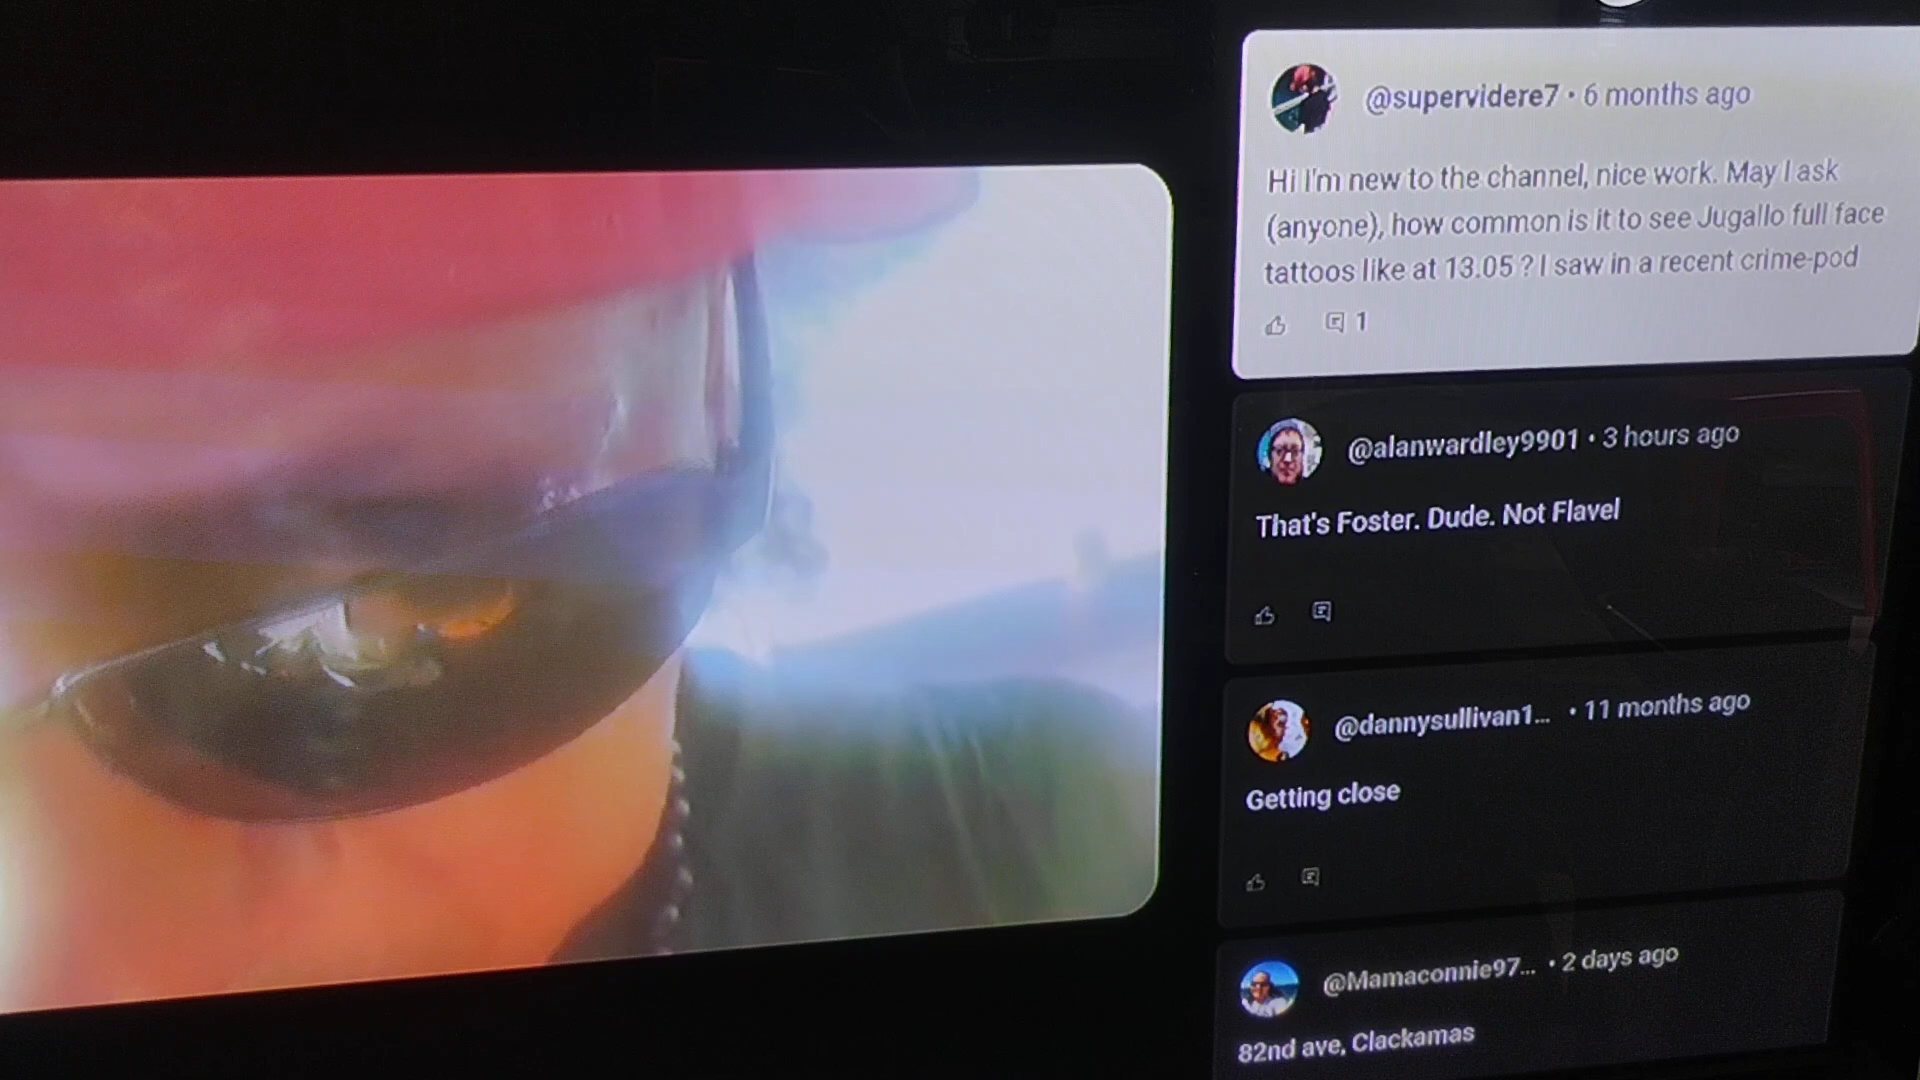 @supervidere7 • 6 months ago
Hi I'm new to the channel, nice work. May I ask
(anyone), how common is it to see Jugallo full face
tattoos like at 13.05 ? I saw in a recent crime-pod
1
@alanwardley9901 • 3 hours ago
That's Foster. Dude. Not Flavel
@dannysullivan1... • 11 months ago
Getting close
@Mamaconnie97... • 2 days ago
82nd ave, Clackamas